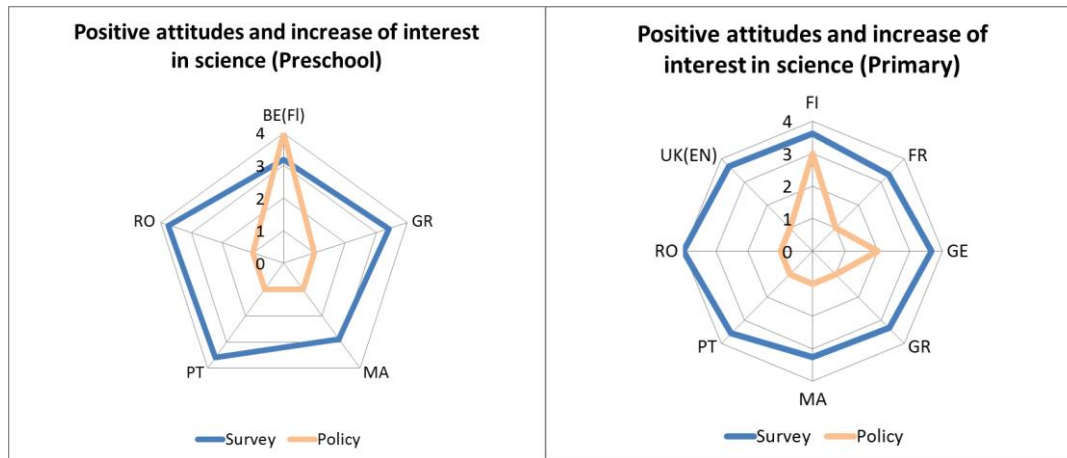 Positive attitudes and increase of interest
in science (Preschool)
BE(Fl)
4
3
2
1
0
RO
GR
PT
MA
Survey
Policy
Positive attitudes and increase of
interest in science (Primary)
FI
4
3
2
1
0
UK(EN)
FR
RO
GE
PT
GR
MA
Survey
Policy